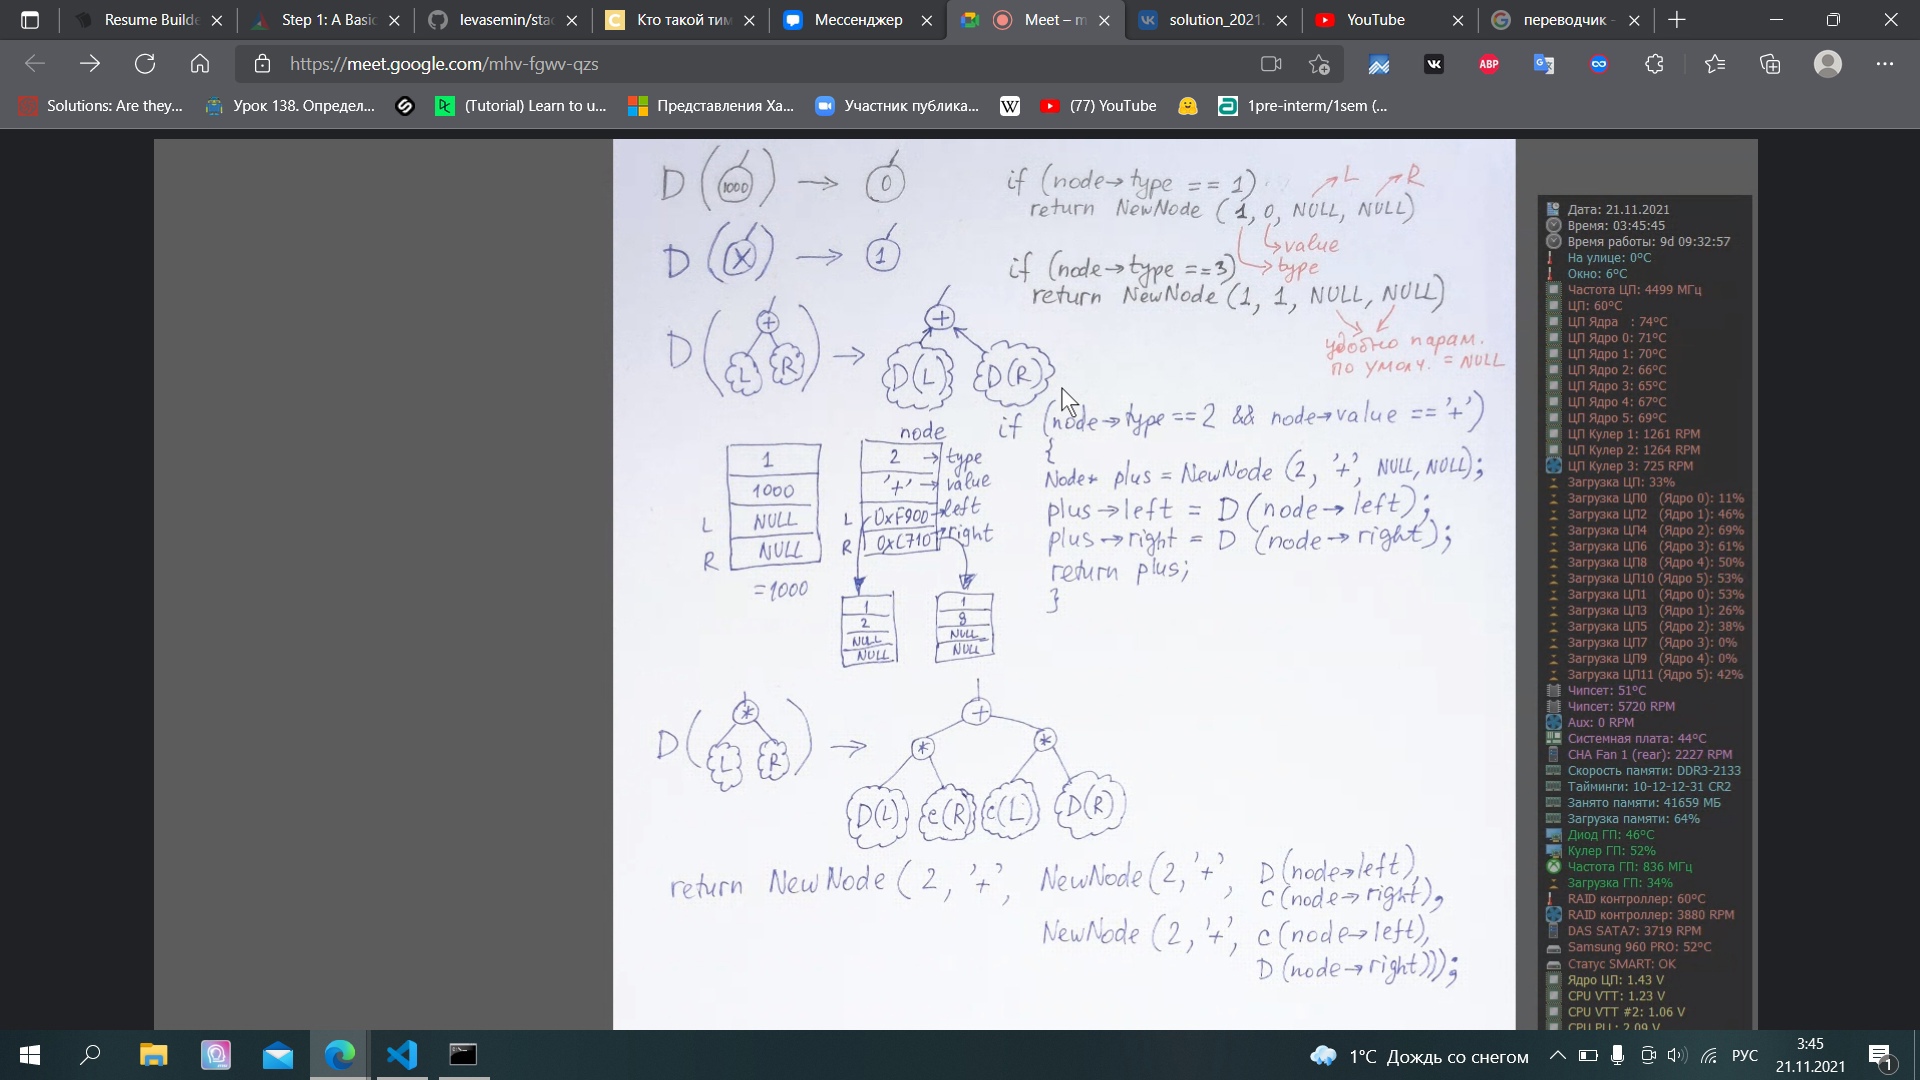 Resume Builde
Step 1: A Basic
levasemin/stac
Кто такой тим
Мессенджер
Meet – m
solution_2021
YouTube
переводчик -
https://meet.google.com/mhv-fgwv-qzs
Solutions: Are they...
Урок 138. Определ...
(Tutorial) Learn to u...
Представления Ха...
Участник публика...
(77) YouTube
1pre-interm/1sem (...
D (1000) → 0
if (node→type == 1)
return NewNode (1, 0, NULL, NULL)
L
R
value
type
D (X) → 1
if (node→type == 3)
return NewNode (1, 1, NULL, NULL)
удобно парам.
по умолч. = NULL
D ( + L R ) → + D(L) D(R)
if (node→type == 2 && node→value == '+')
{
Node* plus = NewNode (2, '+', NULL, NULL);
plus→left = D (node→left);
plus→right = D (node→right);
return plus;
}
1
1000
L NULL
R NULL
= 1000
node
2 → type
'+' → value
L 0xF900 → left
R 0xC710 → right
1
2
NULL
NULL
1
8
NULL
NULL
D ( * L R ) → +
* *
D(L) c(R) c(L) D(R)
return NewNode (2, '+', NewNode (2, '+', D (node→left),
C (node→right),
NewNode (2, '+', C (node→left),
D (node→right)));
Дата: 21.11.2021
Время: 03:45:45
Время работы: 9d 09:32:57
На улице: 0°C
Окно: 6°C
Частота ЦП: 4499 МГц
ЦП: 60°C
ЦП Ядра : 74°C
ЦП Ядро 0: 71°C
ЦП Ядро 1: 70°C
ЦП Ядро 2: 66°C
ЦП Ядро 3: 65°C
ЦП Ядро 4: 67°C
ЦП Ядро 5: 69°C
ЦП Кулер 1: 1261 RPM
ЦП Кулер 2: 1264 RPM
ЦП Кулер 3: 725 RPM
Загрузка ЦП: 33%
Загрузка ЦП0 (Ядро 0): 11%
Загрузка ЦП2 (Ядро 1): 46%
Загрузка ЦП4 (Ядро 2): 69%
Загрузка ЦП6 (Ядро 3): 61%
Загрузка ЦП8 (Ядро 4): 50%
Загрузка ЦП10 (Ядро 5): 53%
Загрузка ЦП1 (Ядро 0): 53%
Загрузка ЦП3 (Ядро 1): 26%
Загрузка ЦП5 (Ядро 2): 38%
Загрузка ЦП7 (Ядро 3): 0%
Загрузка ЦП9 (Ядро 4): 0%
Загрузка ЦП11 (Ядро 5): 42%
Чипсет: 51°C
Чипсет: 5720 RPM
Aux: 0 RPM
Системная плата: 44°C
CHA Fan 1 (rear): 2227 RPM
Скорость памяти: DDR3-2133
Тайминги: 10-12-12-31 CR2
Занято памяти: 41659 МБ
Загрузка памяти: 64%
Диод ГП: 46°C
Кулер ГП: 52%
Частота ГП: 836 МГц
Загрузка ГП: 34%
RAID контроллер: 60°C
RAID контроллер: 3880 RPM
DAS SATA7: 3719 RPM
Samsung 960 PRO: 52°C
Статус SMART: OK
Ядро ЦП: 1.43 V
CPU VTT: 1.23 V
CPU VTT #2: 1.06 V
CPU PLL: 2.09 V
1°C Дождь со снегом
РУС
3:45
21.11.2021
1